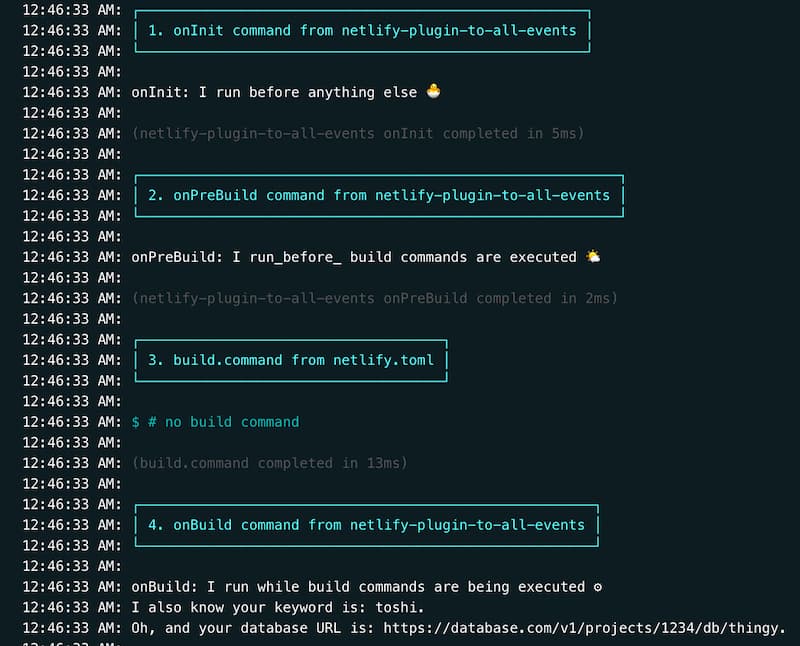 12:46:33 AM:
12:46:33 AM: 1. onInit command from netlify-plugin-to-all-events
12:46:33 AM:
12:46:33 AM:
12:46:33 AM: onInit: I run before anything else 🐣
12:46:33 AM:
12:46:33 AM: (netlify-plugin-to-all-events onInit completed in 5ms)
12:46:33 AM:
12:46:33 AM:
12:46:33 AM: 2. onPreBuild command from netlify-plugin-to-all-events
12:46:33 AM:
12:46:33 AM:
12:46:33 AM: onPreBuild: I run_before_ build commands are executed 🌤
12:46:33 AM:
12:46:33 AM: (netlify-plugin-to-all-events onPreBuild completed in 2ms)
12:46:33 AM:
12:46:33 AM:
12:46:33 AM: 3. build.command from netlify.toml
12:46:33 AM:
12:46:33 AM:
12:46:33 AM: $ # no build command
12:46:33 AM:
12:46:33 AM: (build.command completed in 13ms)
12:46:33 AM:
12:46:33 AM:
12:46:33 AM: 4. onBuild command from netlify-plugin-to-all-events
12:46:33 AM:
12:46:33 AM:
12:46:33 AM: onBuild: I run while build commands are being executed ⚙
12:46:33 AM: I also know your keyword is: toshi.
12:46:33 AM: Oh, and your database URL is: https://database.com/v1/projects/1234/db/thingy.